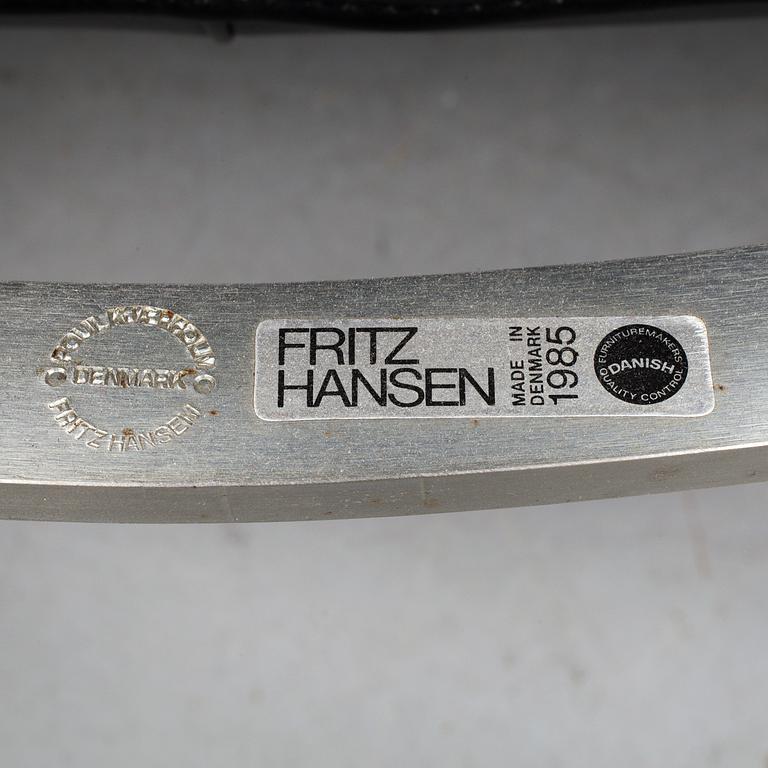 POUL KJÆRHOLM
© DENMARK ©
FRITZ HANSEN
FRITZ
HANSEN
MADE IN
DENMARK
1985
FURNITUREMAKERS'
DANISH
QUALITY CONTROL